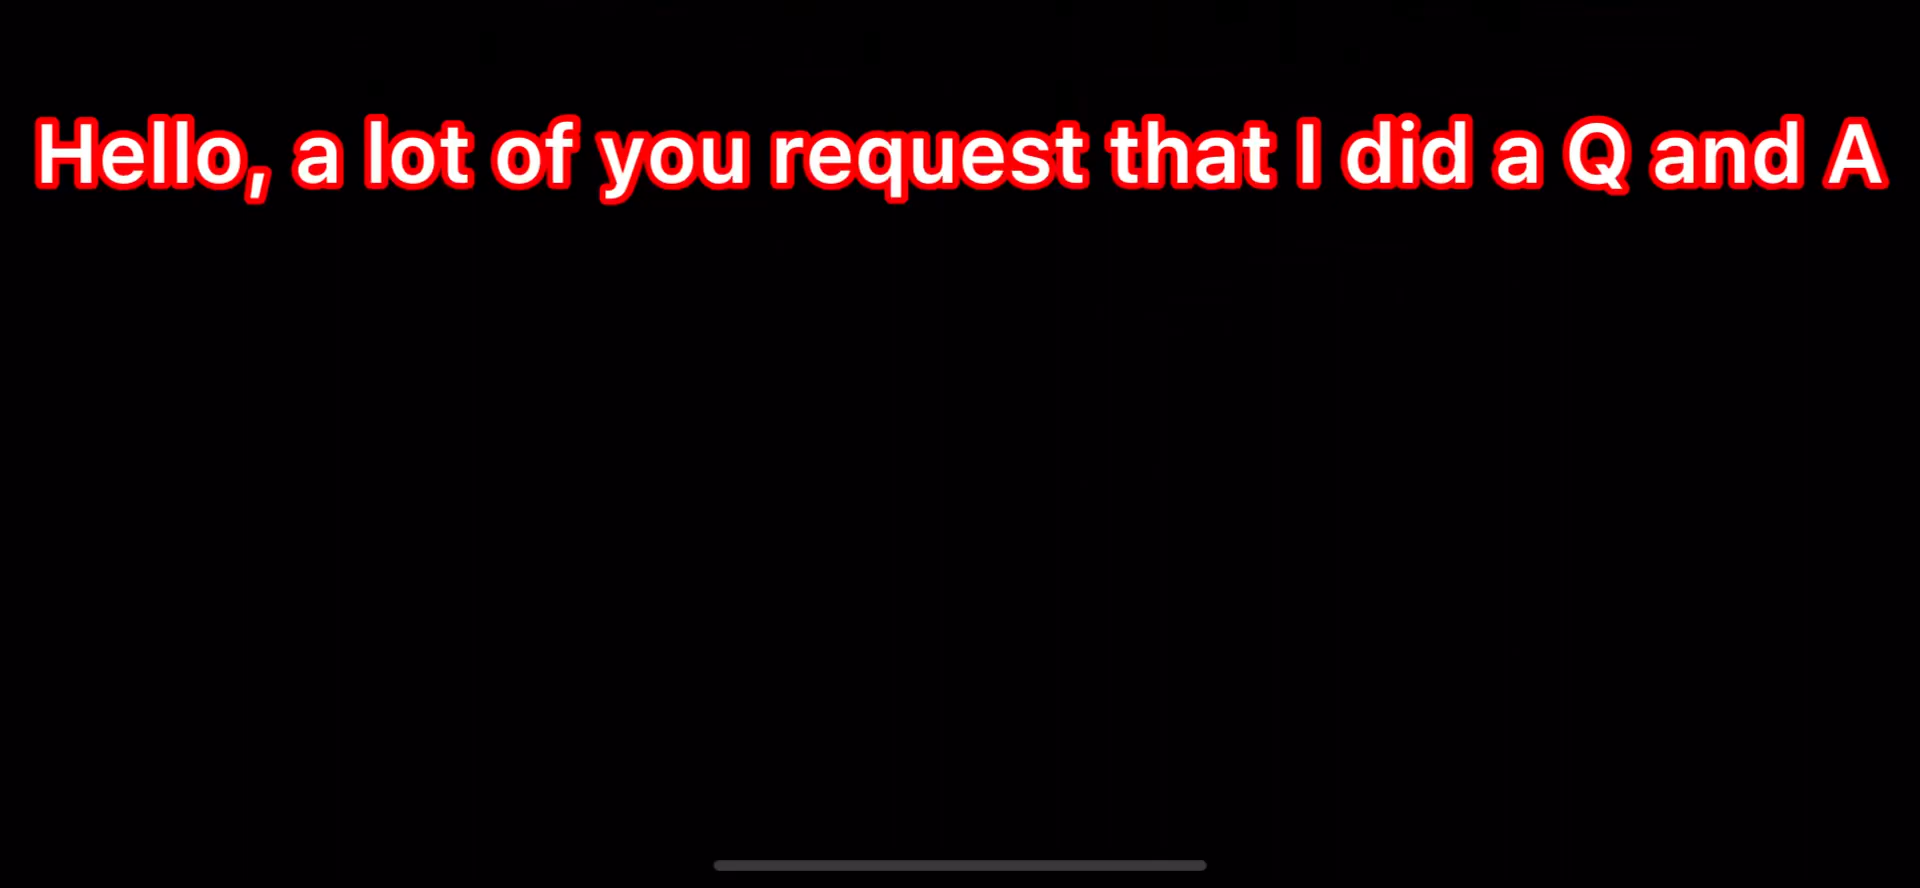 Hello, a lot of you request that I did a Q and A